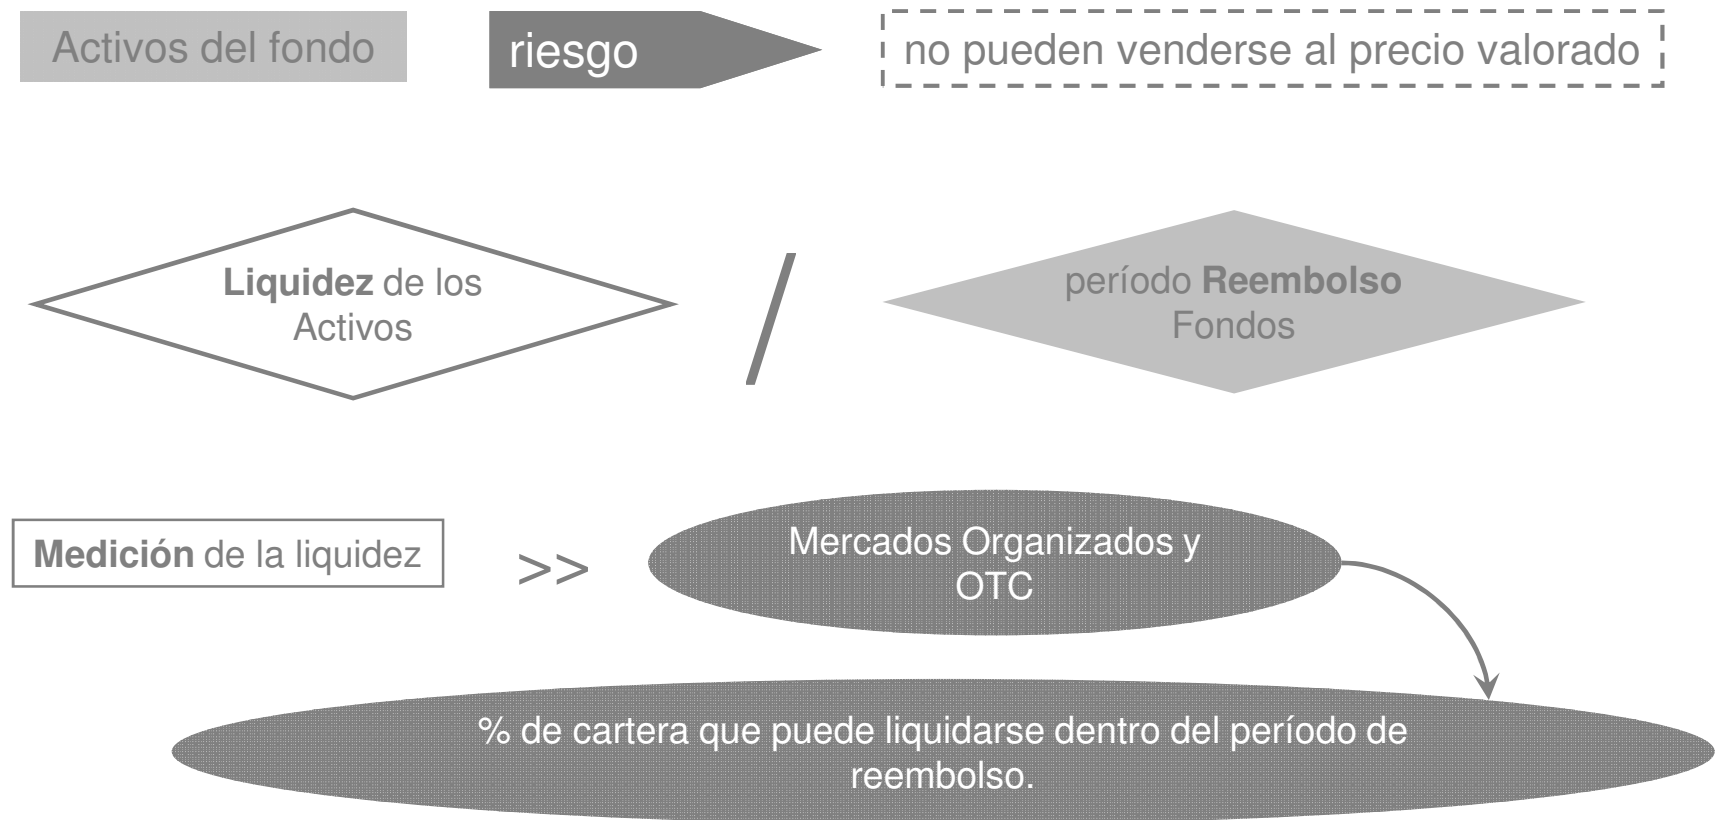 Activos del fondo
riesgo
no pueden venderse al precio valorado
Liquidez de los
Activos
/
período Reembolso
Fondos
Medición de la liquidez
>>
Mercados Organizados y
OTC
% de cartera que puede liquidarse dentro del período de
reembolso.